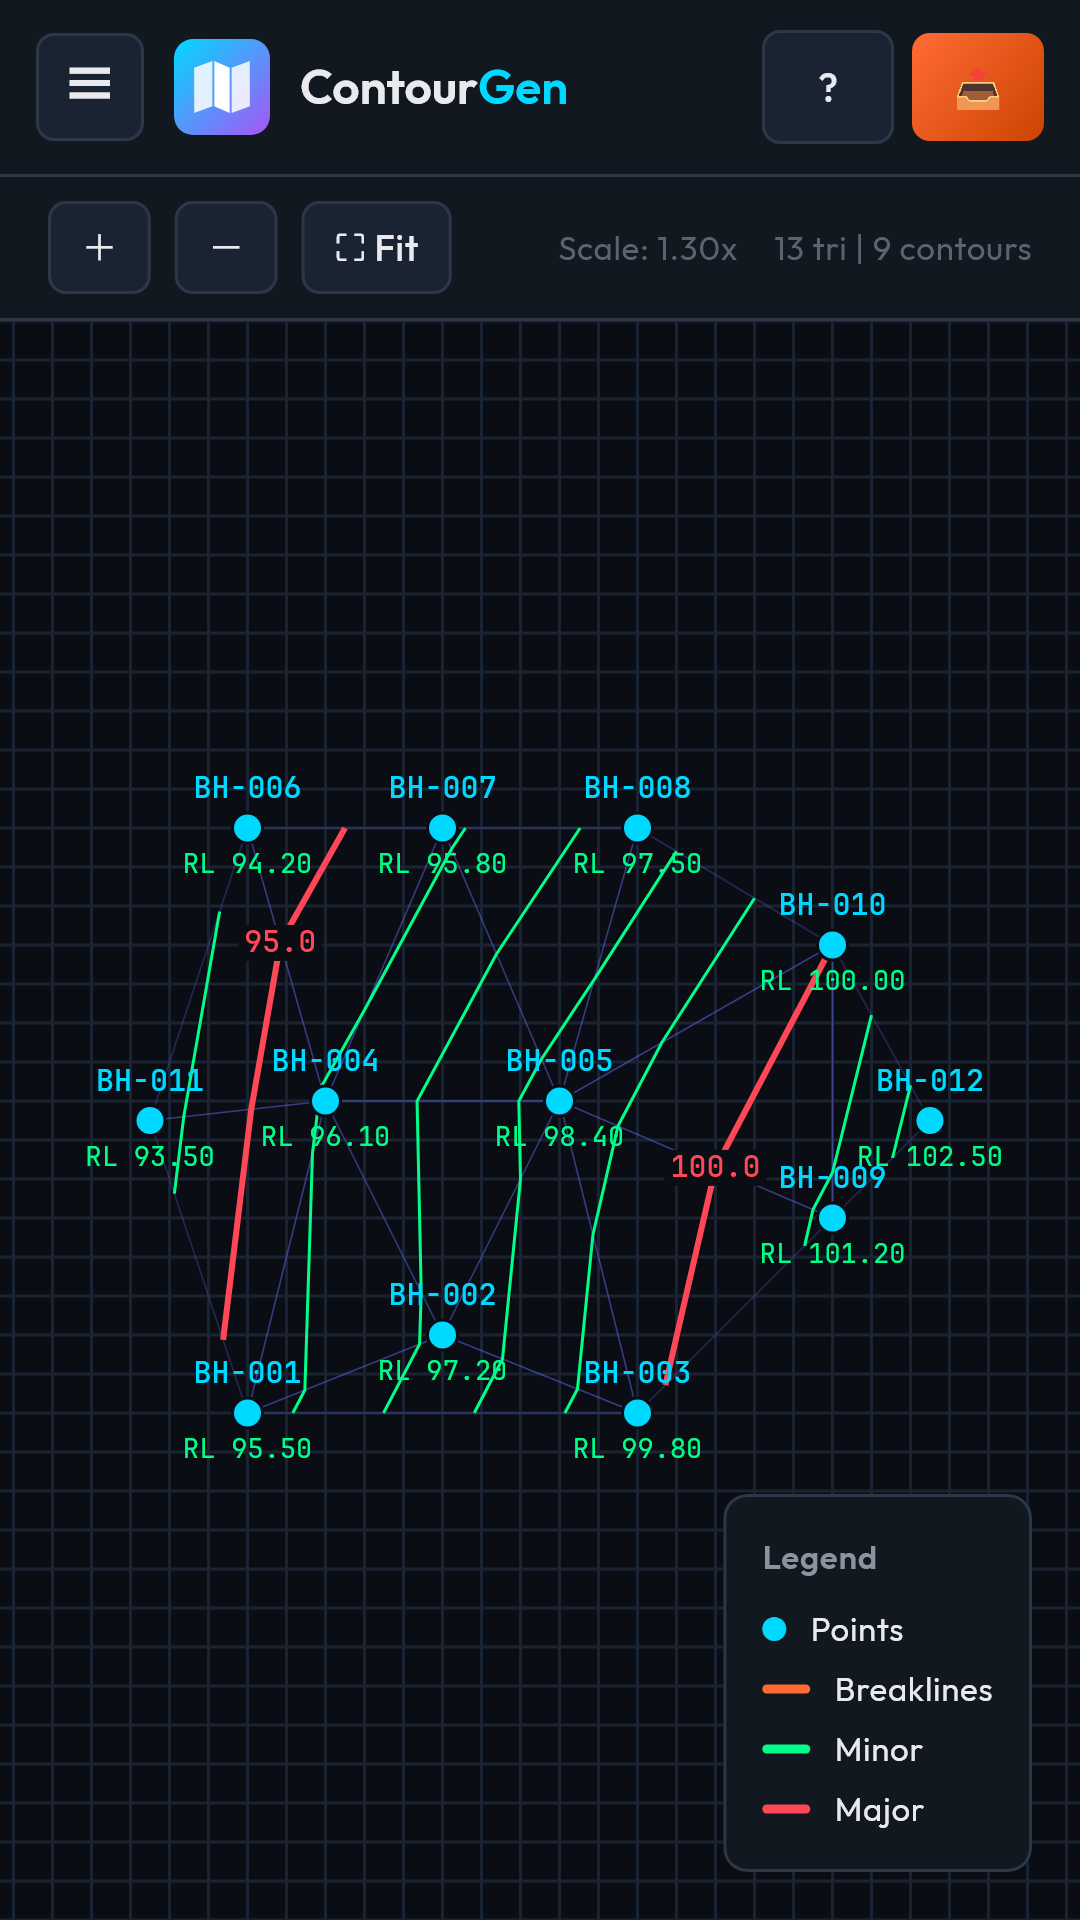 ContourGen
?
+
−
Fit
Scale: 1.30x
13 tri | 9 contours
BH-006
BH-007
BH-008
RL 94.20
RL 95.80
RL 97.50
BH-010
95.0
RL 100.00
BH-004
BH-005
BH-011
BH-012
RL 96.10
RL 98.40
RL 93.50
RL 102.50
100.0
BH-009
RL 101.20
BH-002
RL 97.20
BH-001
BH-003
RL 95.50
RL 99.80
Legend
Points
Breaklines
Minor
Major